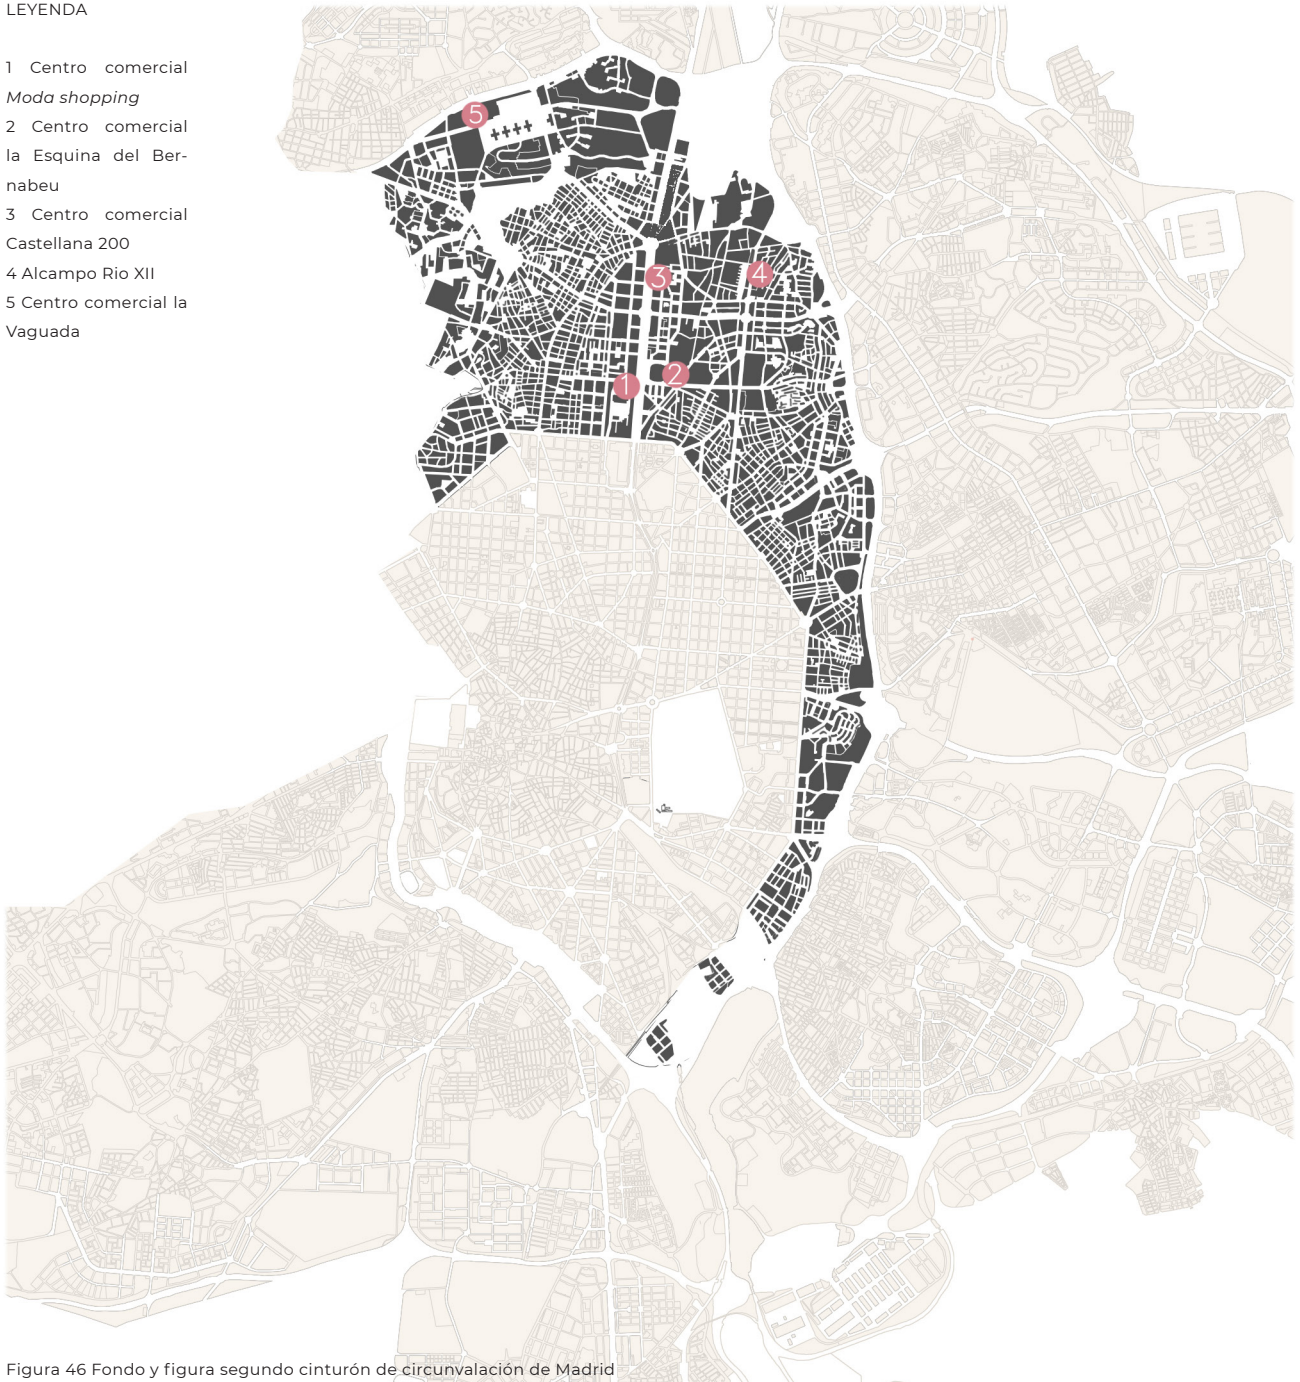 LEYENDA
1 Centro comercial
Moda shopping
2 Centro comercial
la Esquina del Ber-
nabeu
3 Centro comercial
Castellana 200
4 Alcampo Rio XII
5 Centro comercial la
Vaguada
5
3
4
2
1
Figura 46 Fondo y figura segundo cinturón de circunvalación de Madrid